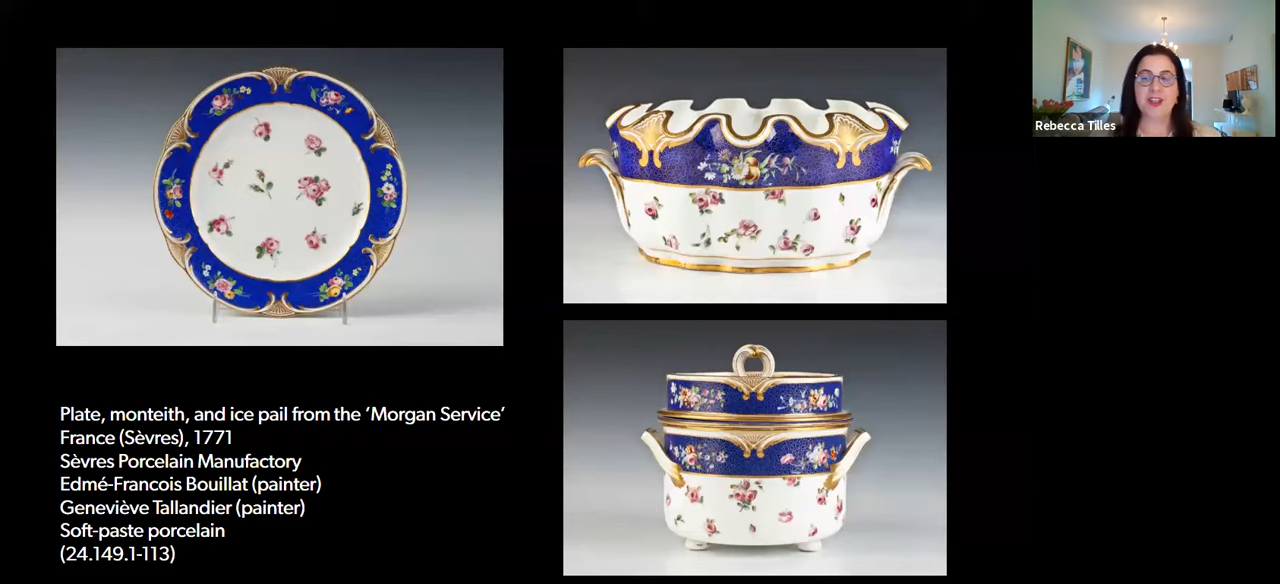 Rebecca Tilles
Plate, monteith, and ice pail from the ‘Morgan Service’
France (Sèvres), 1771
Sèvres Porcelain Manufactory
Edmé-Francois Bouillat (painter)
Geneviève Tallandier (painter)
Soft-paste porcelain
(24.149.1-113)